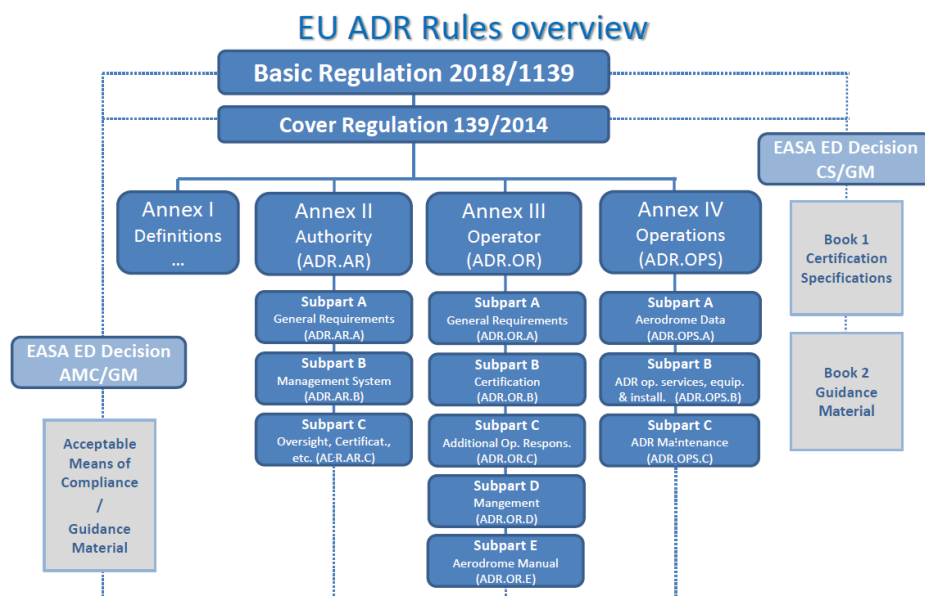 EU ADR Rules overview
Basic Regulation 2018/1139
Cover Regulation 139/2014
EASA ED Decision
CS/GM
Annex I
Definitions
...
Annex II
Authority
(ADR.AR)
Annex III
Operator
(ADR.OR)
Annex IV
Operations
(ADR.OPS)
Book 1
Certification
Specifications
Subpart A
General Requirements
(ADR.AR.A)
Subpart A
General Requirements
(ADR.OR.A)
Subpart A
Aerodrome Data
(ADR.OPS.A)
EASA ED Decision
AMC/GM
Subpart B
Management System
(ADR.AR.B)
Subpart B
Certification
(ADR.OR.B)
Subpart B
ADR op. services, equip.
& install. (ADR.OPS.B)
Book 2
Guidance
Material
Subpart C
Oversight, Certificat.,
etc. (ADR.AR.C)
Subpart C
Additional Op. Respons.
(ADR.OR.C)
Subpart C
ADR Maintenance
(ADR.OPS.C)
Acceptable
Means of
Compliance
/
Guidance
Material
Subpart D
Mangement
(ADR.OR.D)
Subpart E
Aerodrome Manual
(ADR.OR.E)